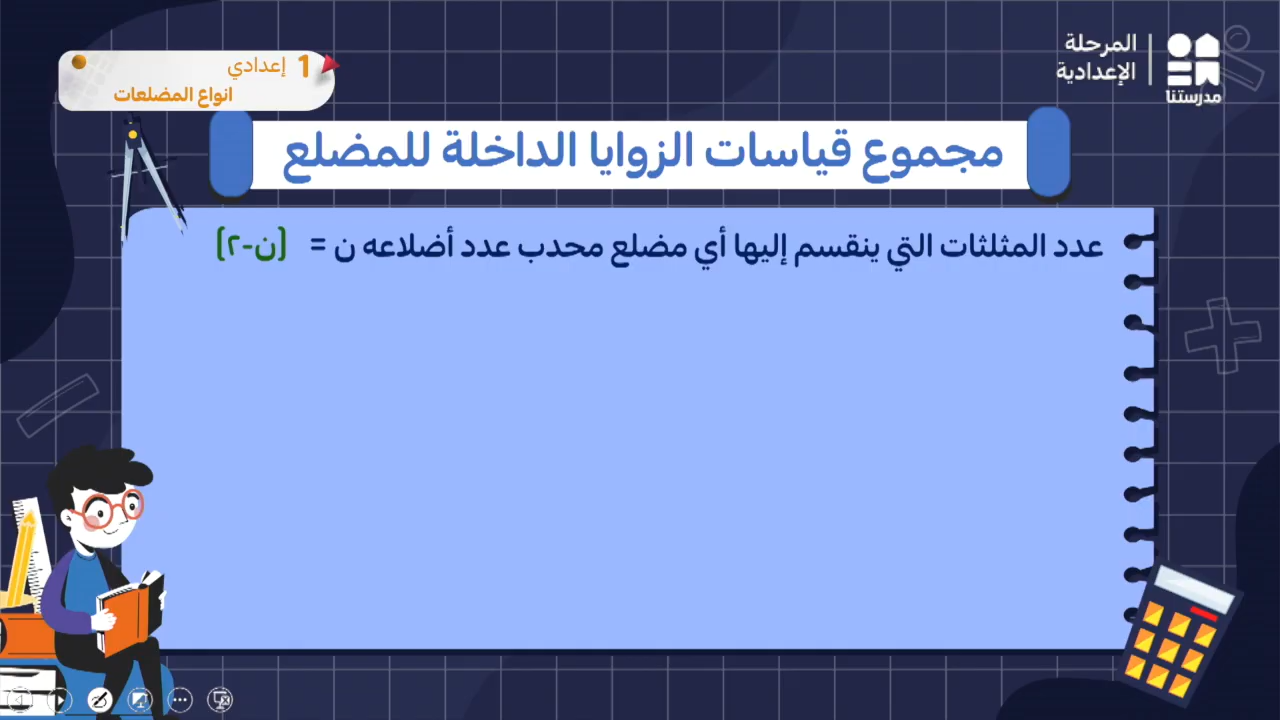 المرحلة
الإعدادية
مدرستنا
1 إعدادي
انواع المضلعات
مجموع قياسات الزوايا الداخلة للمضلع
عدد المثلثات التي ينقسم إليها أي مضلع محدب عدد أضلاعه ن = (ن-٢)